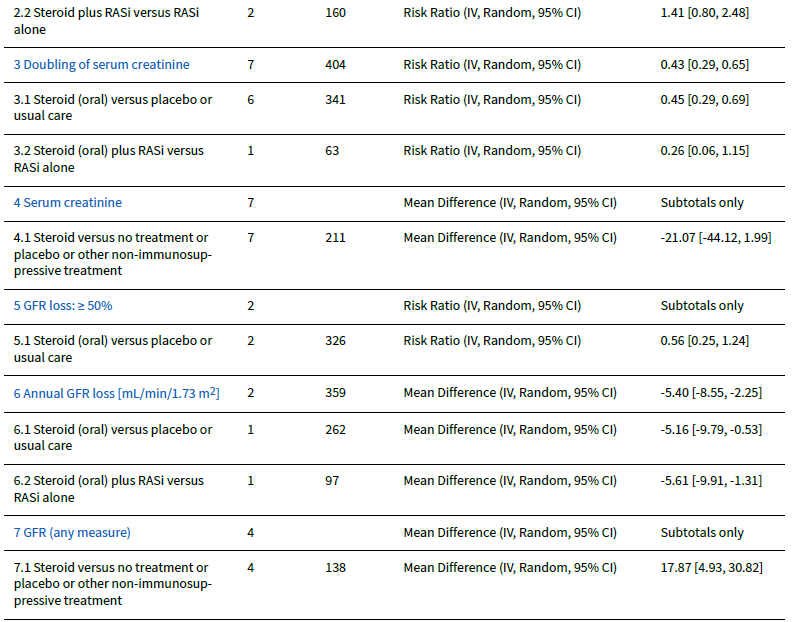 2.2 Steroid plus RASi versus RASi alone 2 160 Risk Ratio (IV, Random, 95% CI) 1.41 [0.80, 2.48]
3 Doubling of serum creatinine 7 404 Risk Ratio (IV, Random, 95% CI) 0.43 [0.29, 0.65]
3.1 Steroid (oral) versus placebo or usual care 6 341 Risk Ratio (IV, Random, 95% CI) 0.45 [0.29, 0.69]
3.2 Steroid (oral) plus RASi versus RASi alone 1 63 Risk Ratio (IV, Random, 95% CI) 0.26 [0.06, 1.15]
4 Serum creatinine 7 Mean Difference (IV, Random, 95% CI) Subtotals only
4.1 Steroid versus no treatment or placebo or other non-immunosup-pressive treatment 7 211 Mean Difference (IV, Random, 95% CI) -21.07 [-44.12, 1.99]
5 GFR loss: ≥ 50% 2 Risk Ratio (IV, Random, 95% CI) Subtotals only
5.1 Steroid (oral) versus placebo or usual care 2 326 Risk Ratio (IV, Random, 95% CI) 0.56 [0.25, 1.24]
6 Annual GFR loss [mL/min/1.73 m2] 2 359 Mean Difference (IV, Random, 95% CI) -5.40 [-8.55, -2.25]
6.1 Steroid (oral) versus placebo or usual care 1 262 Mean Difference (IV, Random, 95% CI) -5.16 [-9.79, -0.53]
6.2 Steroid (oral) plus RASi versus RASi alone 1 97 Mean Difference (IV, Random, 95% CI) -5.61 [-9.91, -1.31]
7 GFR (any measure) 4 Mean Difference (IV, Random, 95% CI) Subtotals only
7.1 Steroid versus no treatment or placebo or other non-immunosup-pressive treatment 4 138 Mean Difference (IV, Random, 95% CI) 17.87 [4.93, 30.82]